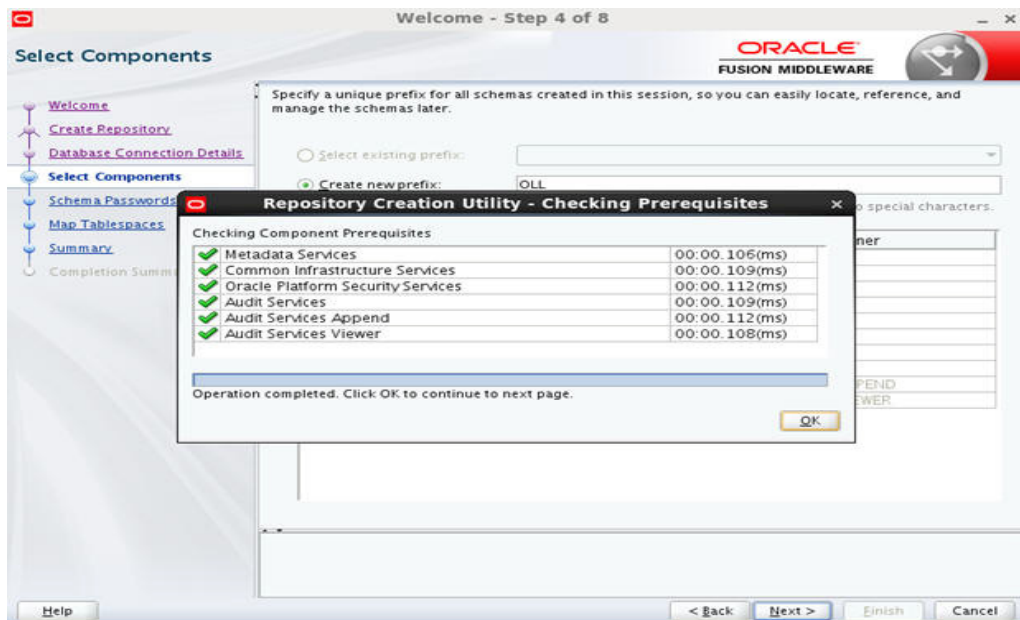 Welcome - Step 4 of 8
Select Components
ORACLE
FUSION MIDDLEWARE
Welcome
Create Repository
Database Connection Details
Select Components
Schema Passwords
Map Tablespaces
Summary
Completion Summ
Specify a unique prefix for all schemas created in this session, so you can easily locate, reference, and
manage the schemas later.
Select existing prefix:
Create new prefix: OLL
o special characters.
ner
PEND
EWER
Repository Creation Utility - Checking Prerequisites
Checking Component Prerequisites
Metadata Services 00:00.106(ms)
Common Infrastructure Services 00:00.109(ms)
Oracle Platform Security Services 00:00.112(ms)
Audit Services 00:00.109(ms)
Audit Services Append 00:00.112(ms)
Audit Services Viewer 00:00.108(ms)
Operation completed. Click OK to continue to next page.
OK
Help
< Back
Next >
Finish
Cancel